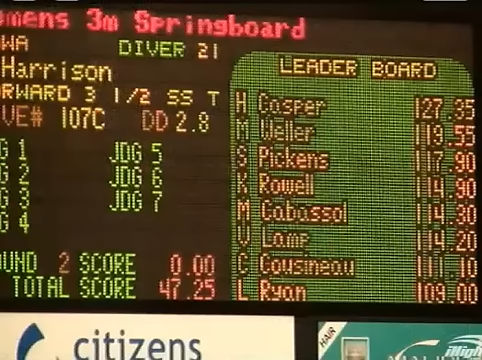 mens 3m Springboard
WA DIVER 21
Harrison
ORWARD 3 1/2 SS T
VE# 107C DD 2.8
G 1 JDG 5
G 2 JDG 6
G 3 JDG 7
G 4
UND 2 SCORE 0.00
TOTAL SCORE 47.25
LEADER BOARD
H Casper 127.35
M Weller 119.55
S Pickens 117.90
K Rowell 114.90
M Cabassol 114.30
V Lamp 114.20
C Cousineau 111.10
L Ryan 109.00
citizens
HAIR